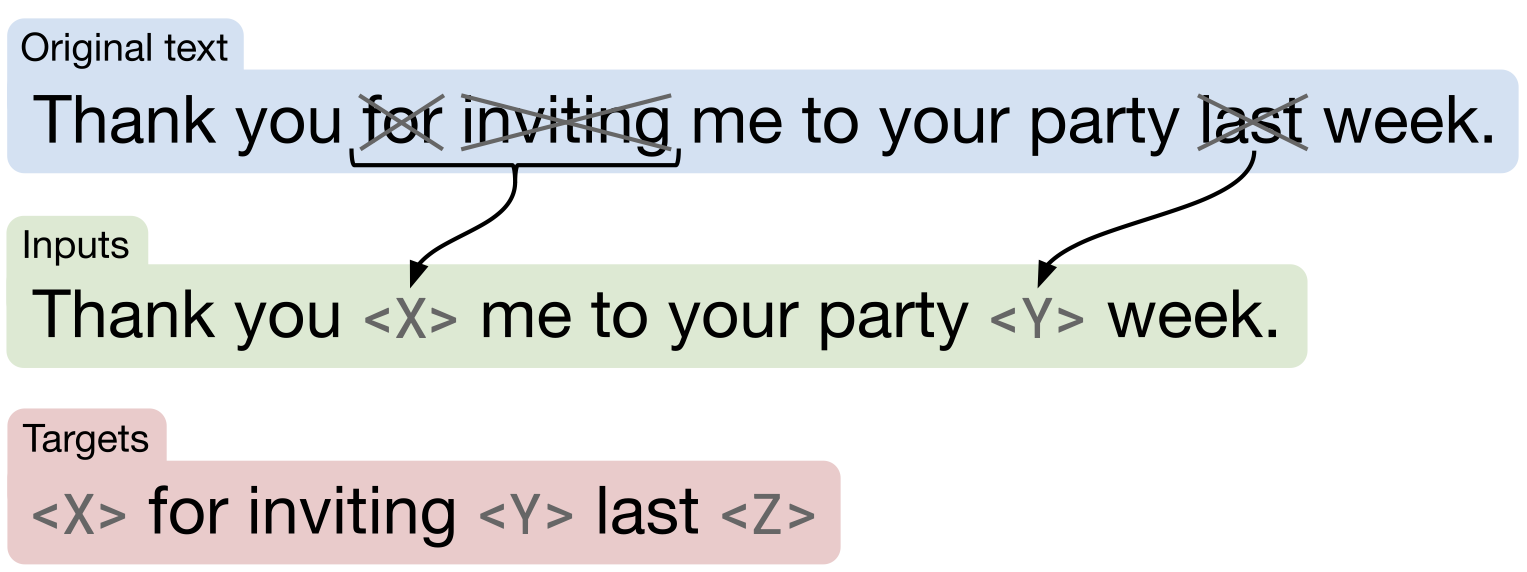 Original text
Thank you for inviting me to your party last week.
Inputs
Thank you <X> me to your party <Y> week.
Targets
<X> for inviting <Y> last <Z>